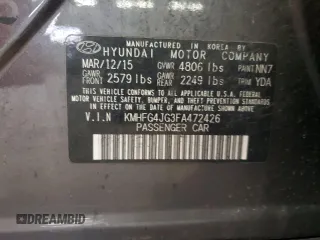 MANUFACTURED IN KOREA BY
HYUNDAI MOTOR COMPANY
MAR/12/15 GVWR 4806 lbs PAINT NN7
GAWR FRONT 2579 lbs GAWR REAR 2249 lbs TRIM YDA
THIS VEHICLE CONFORMS TO ALL APPLICABLE
U.S. FEDERAL MOTOR VEHICLE SAFETY, BUMPER,
AND THEFT PREVENTION STANDARDS IN EFFECT ON
THE DATE OF MANUFACTURE SHOWN ABOVE.
V.I.N KMHFG4JG3FA472426
PASSENGER CAR
DREAMBID